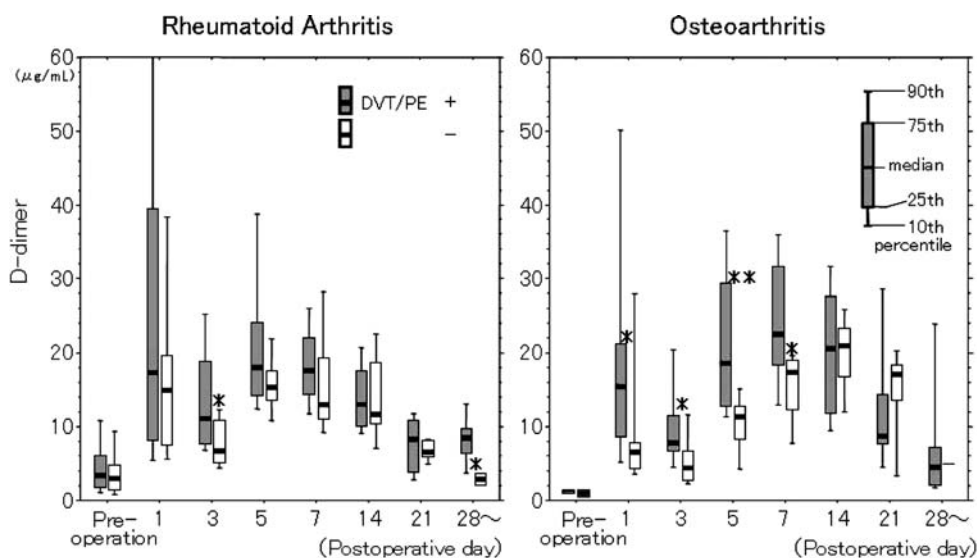 Rheumatoid Arthritis
Osteoarthritis
D-dimer
60
(μg/mL)
50
40
30
20
10
0
DVT/PE +
−
*
*
Pre-operation 1 3 5 7 14 21 28〜
(Postoperative day)
60
50
40
30
20
10
0
90th
75th
median
25th
10th
percentile
*
*
**
*
Pre-operation 1 3 5 7 14 21 28〜
(Postoperative day)